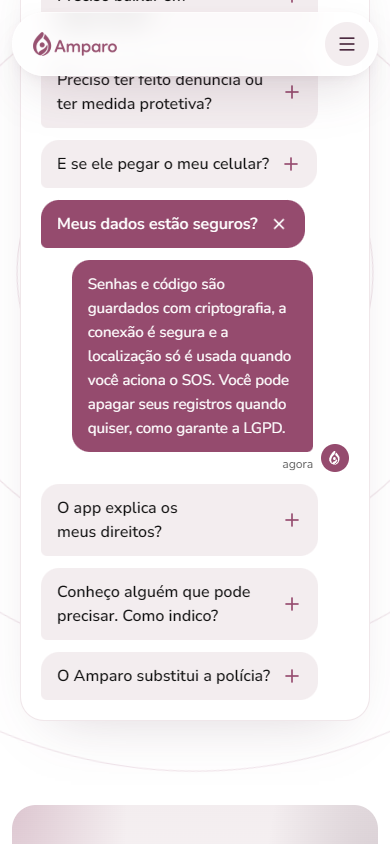 Preciso baixar em
Amparo
Preciso ter feito denúncia ou
ter medida protetiva?
E se ele pegar o meu celular?
Meus dados estão seguros?
Senhas e código são
guardados com criptografia, a
conexão é segura e a
localização só é usada quando
você aciona o SOS. Você pode
apagar seus registros quando
quiser, como garante a LGPD.
agora
O app explica os
meus direitos?
Conheço alguém que pode
precisar. Como indico?
O Amparo substitui a polícia?